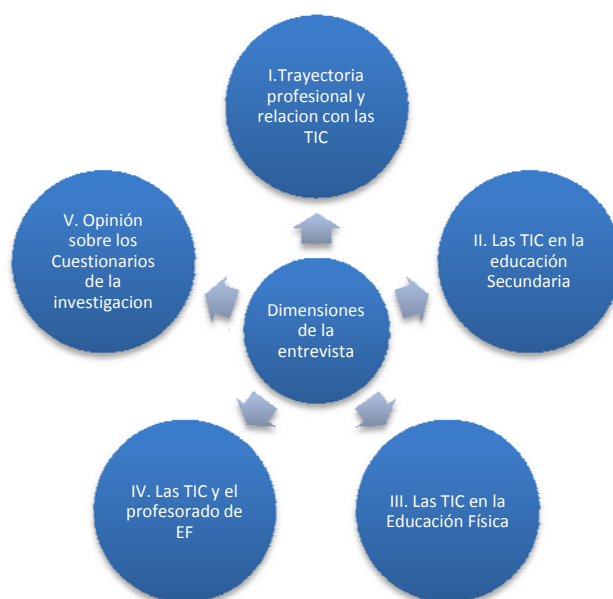 I.Trayectoria
profesional y
relacion con las
TIC
II. Las TIC en la
educación
Secundaria
III. Las TIC en la
Educación Física
IV. Las TIC y el
profesorado de
EF
V. Opinión
sobre los
Cuestionarios
de la
investigacion
Dimensiones
de la
entrevista